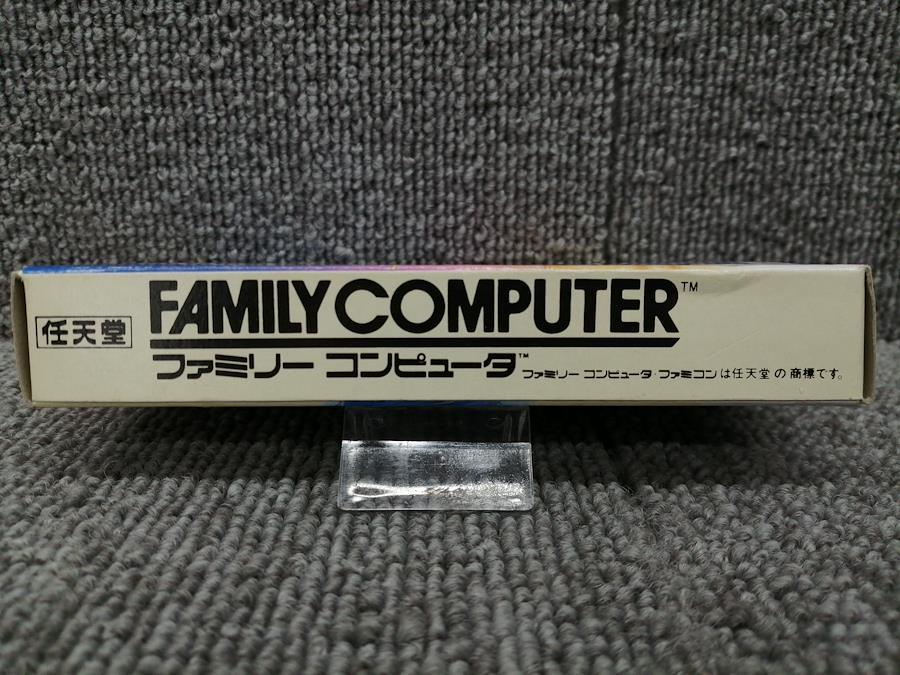 任天堂
FAMILY COMPUTER™
ファミリー コンピュータ™
ファミリー コンピュータ・ファミコンは任天堂の商標です。